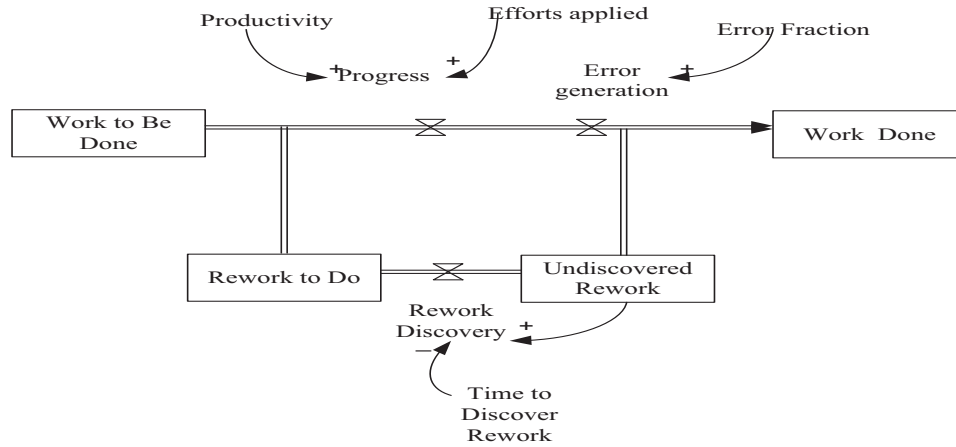 Productivity
Efforts applied
Error Fraction
+
Progress
+
Error
generation
+
Work to Be
Done
Work Done
Rework to Do
Undiscovered
Rework
Rework
Discovery
+
–
Time to
Discover
Rework